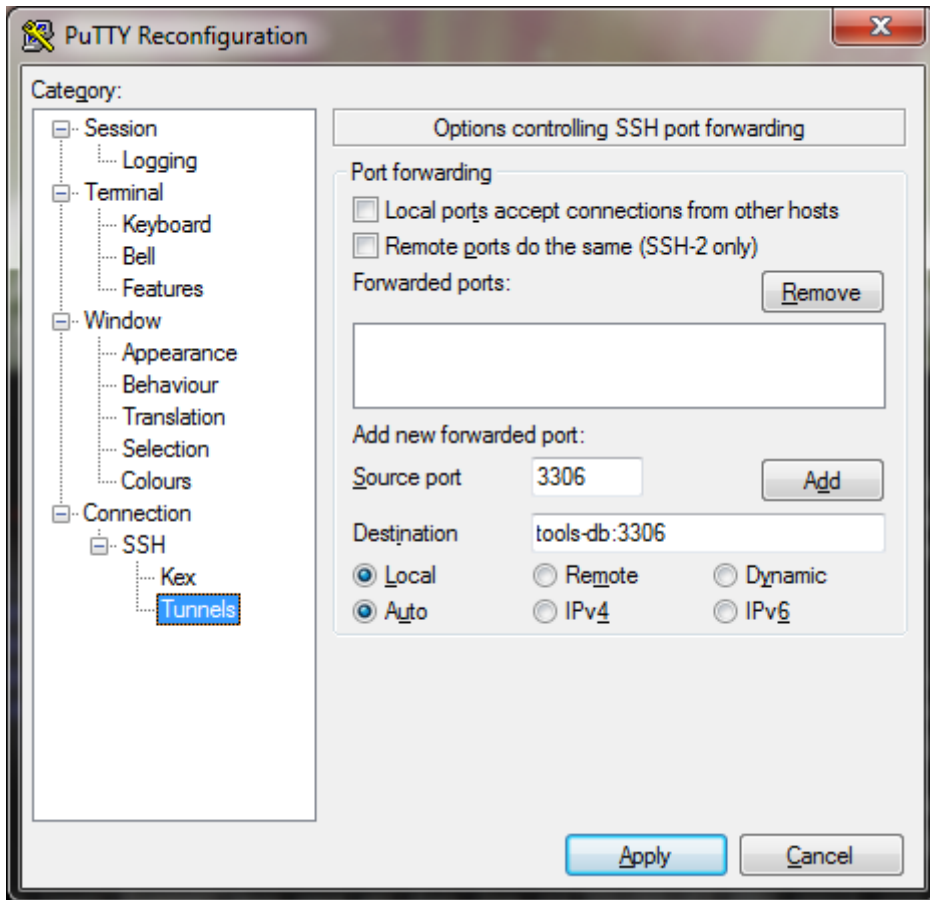 PuTTY Reconfiguration
Category:
Session
Logging
Terminal
Keyboard
Bell
Features
Window
Appearance
Behaviour
Translation
Selection
Colours
Connection
SSH
Kex
Tunnels
Options controlling SSH port forwarding
Port forwarding
Local ports accept connections from other hosts
Remote ports do the same (SSH-2 only)
Forwarded ports:
Remove
Add new forwarded port:
Source port 3306 Add
Destination tools-db:3306
Local Remote Dynamic
Auto IPv4 IPv6
Apply Cancel